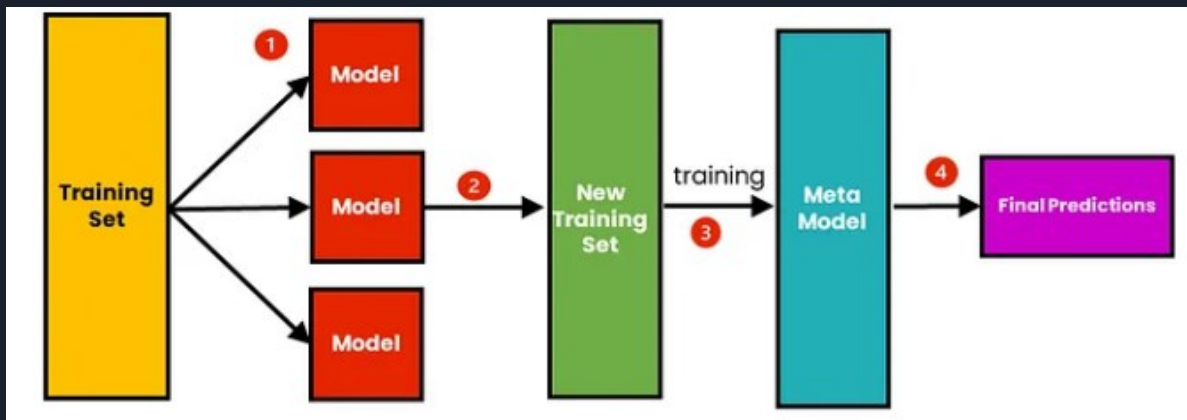 Training
Set
1
Model
Model
Model
2
New
Training
Set
training
3
Meta
Model
4
Final Predictions